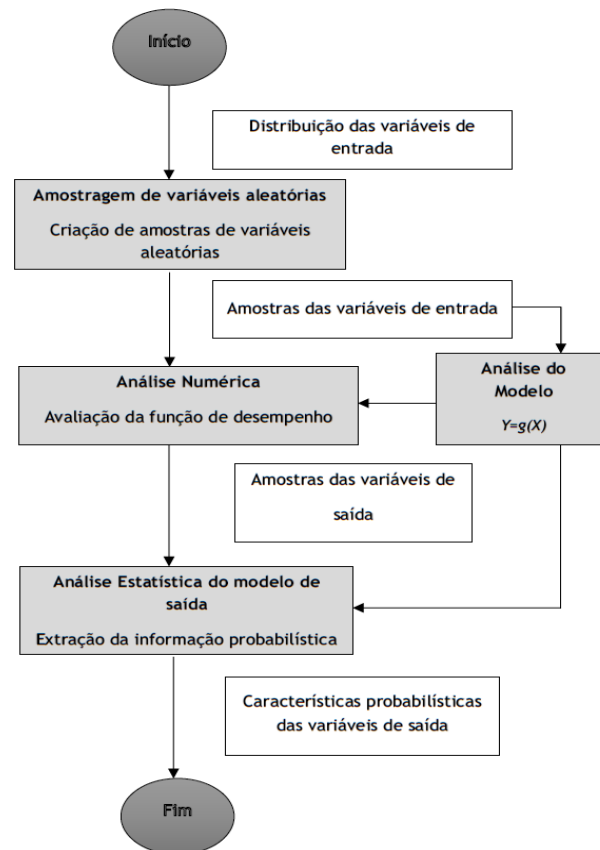 Início
Distribuição das variáveis de
entrada
Amostragem de variáveis aleatórias
Criação de amostras de variáveis
aleatórias
Amostras das variáveis de entrada
Análise do
Modelo
Y=g(X)
Análise Numérica
Avaliação da função de desempenho
Amostras das variáveis de
saída
Análise Estatística do modelo de
saída
Extração da informação probabilística
Características probabilísticas
das variáveis de saída
Fim